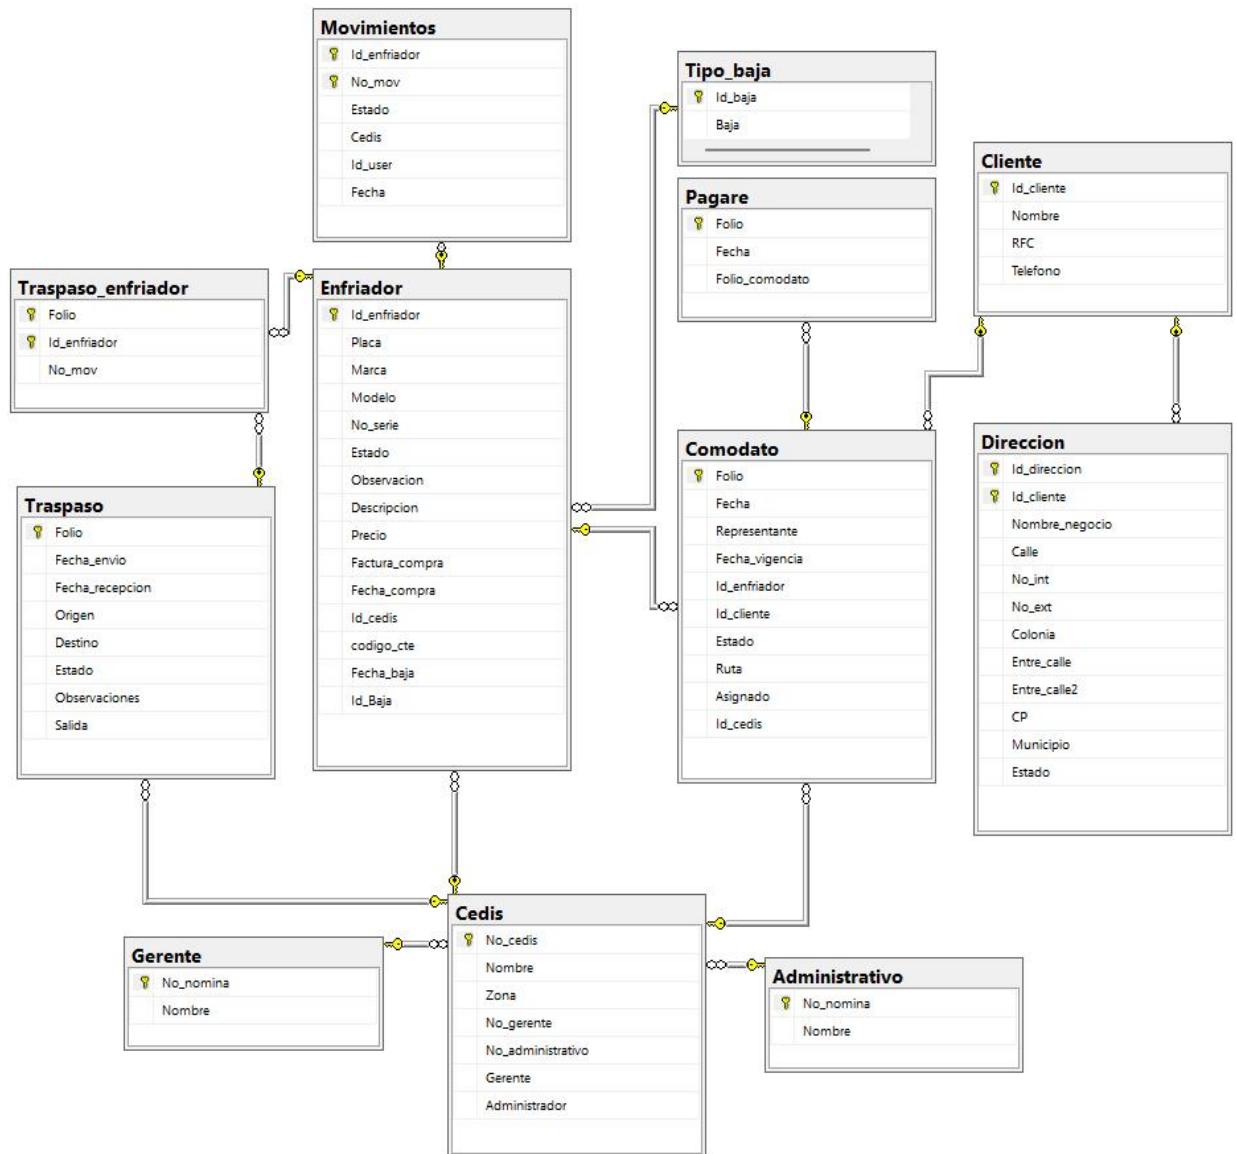 Movimientos
Id_enfriador
No_mov
Estado
Cedis
Id_user
Fecha
Tipo_baja
Id_baja
Baja
Cliente
Id_cliente
Nombre
RFC
Telefono
Pagare
Folio
Fecha
Folio_comodato
Traspaso_enfriador
Folio
Id_enfriador
No_mov
Enfriador
Id_enfriador
Placa
Marca
Modelo
No_serie
Estado
Observacion
Descripcion
Precio
Factura_compra
Fecha_compra
Id_cedis
codigo_cte
Fecha_baja
Id_Baja
Comodato
Folio
Fecha
Representante
Fecha_vigencia
Id_enfriador
Id_cliente
Estado
Ruta
Asignado
Id_cedis
Direccion
Id_direccion
Id_cliente
Nombre_negocio
Calle
No_int
No_ext
Colonia
Entre_calle
Entre_calle2
CP
Municipio
Estado
Traspaso
Folio
Fecha_envio
Fecha_recepcion
Origen
Destino
Estado
Observaciones
Salida
Cedis
No_cedis
Nombre
Zona
No_gerente
No_administrativo
Gerente
Administrador
Gerente
No_nomina
Nombre
Administrativo
No_nomina
Nombre